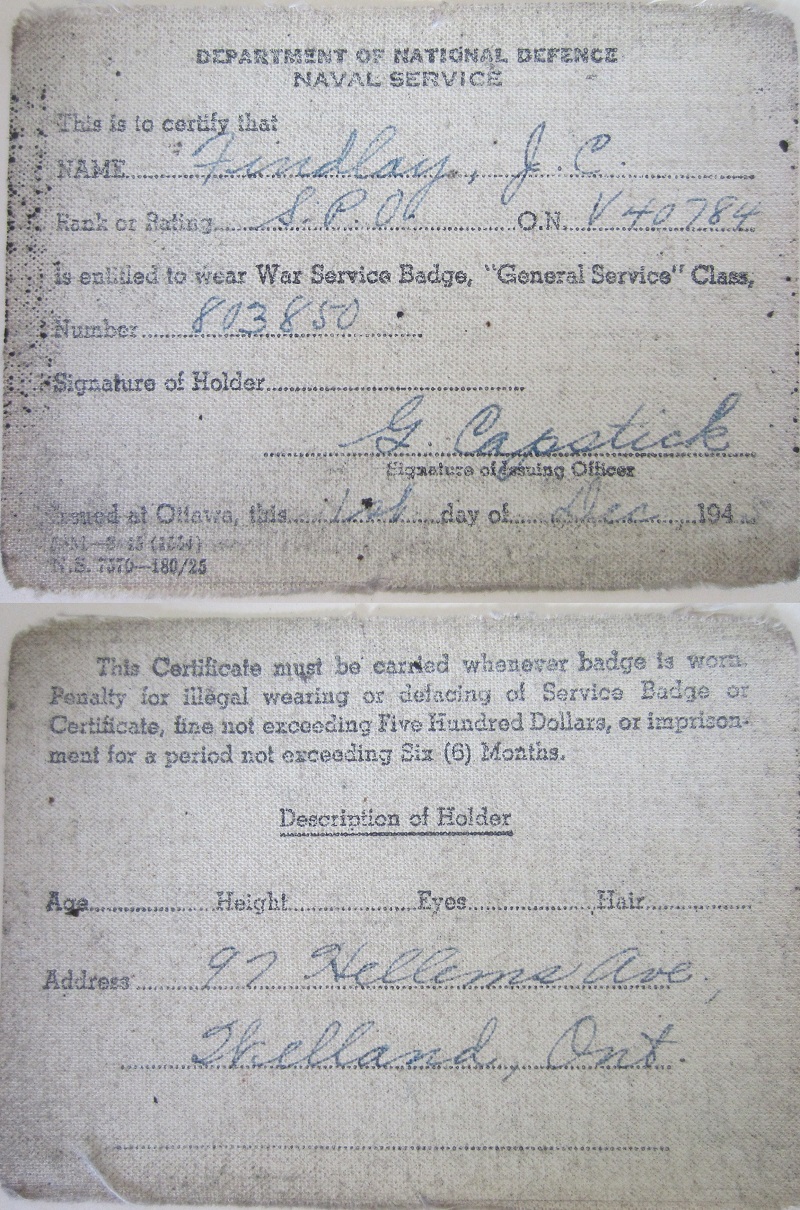 DEPARTMENT OF NATIONAL DEFENCE
NAVAL SERVICE
This is to certify that
NAME Findlay, J. C.
Rank or Rating S.P.O. O.N. V 40784
is entitled to wear War Service Badge, "General Service" Class,
Number 803850
Signature of Holder
G. Capstick
Signature of Issuing Officer
Issued at Ottawa, this 1st day of Dec 194
N.S. 7570—180/25
This Certificate must be carried whenever badge is worn.
Penalty for illegal wearing or defacing of Service Badge or
Certificate, fine not exceeding Five Hundred Dollars, or imprison-
ment for a period not exceeding Six (6) Months.
Description of Holder
Age Height Eyes Hair
Address 97 Hellems Ave,
Welland, Ont.